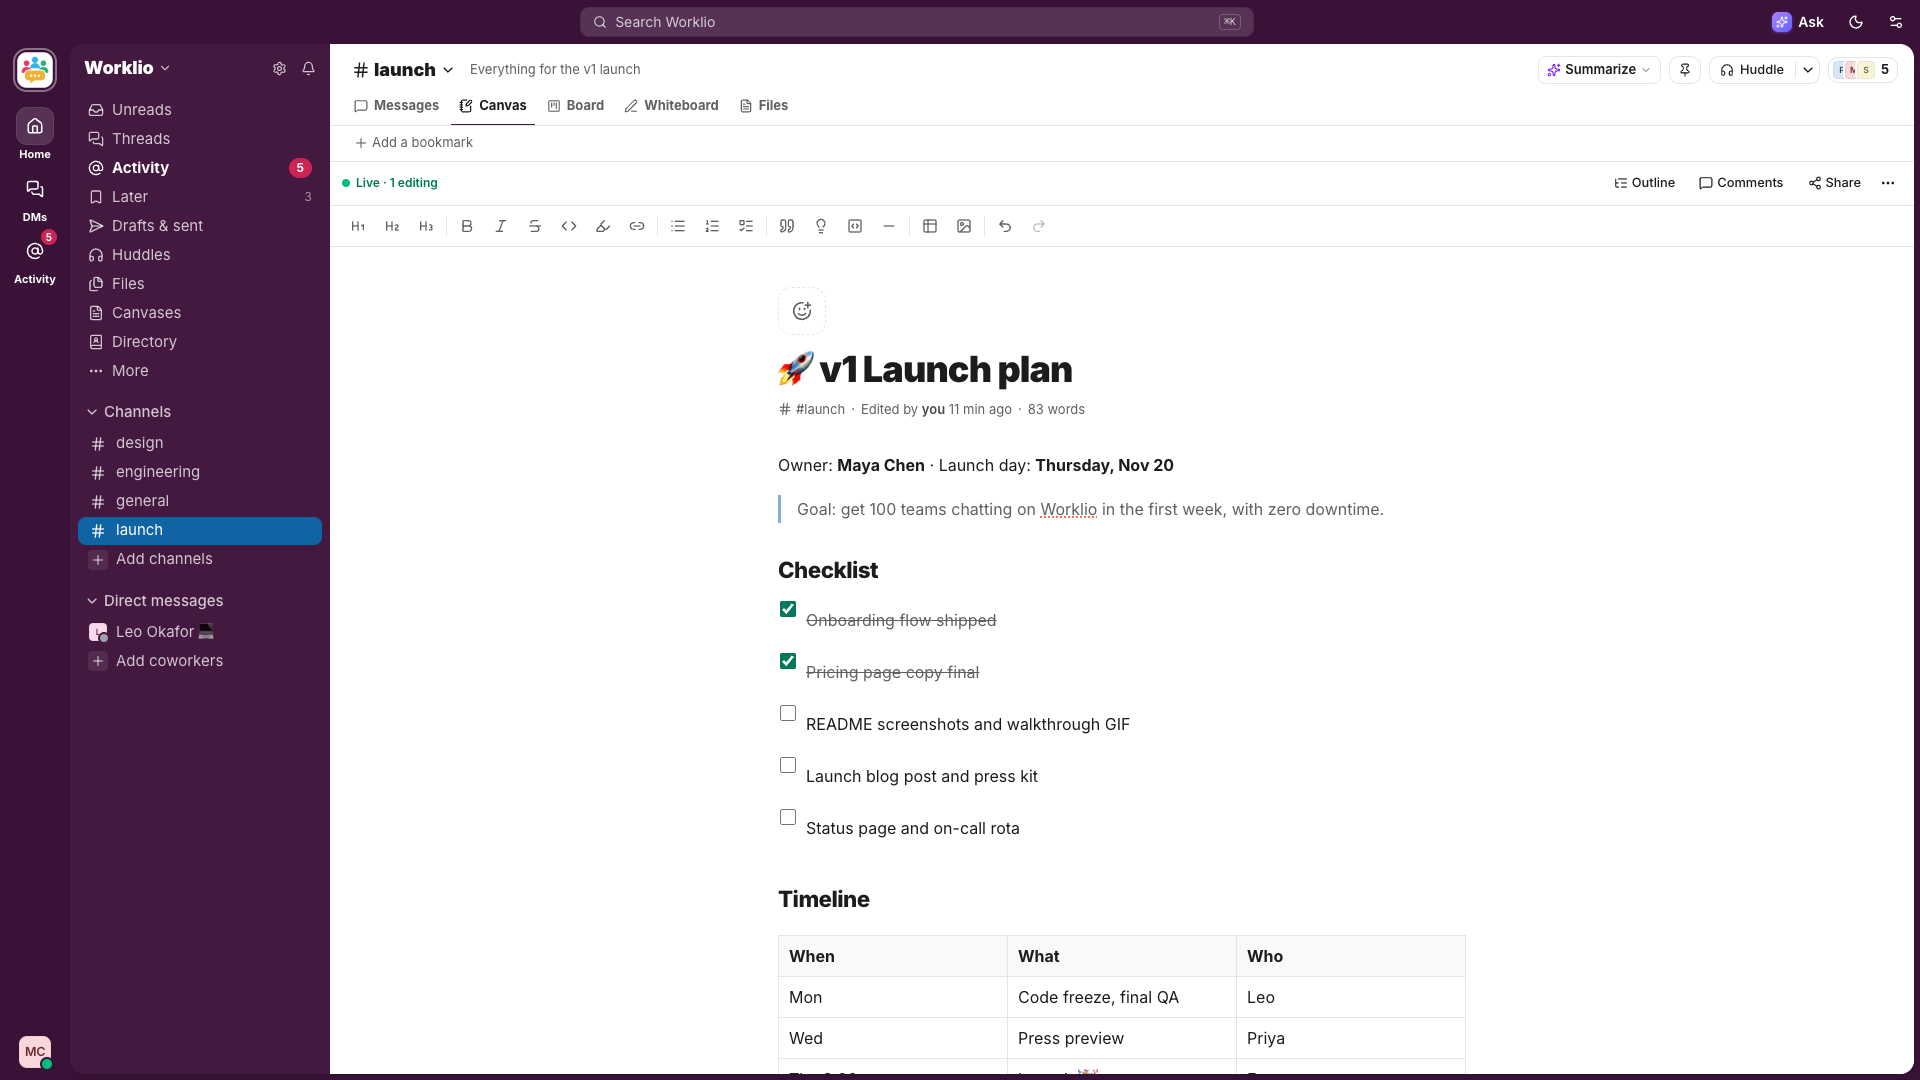 Search Worklio
⌘K
Ask
Worklio
Home
DMs
5
Activity
Unreads
Threads
Activity 5
Later 3
Drafts & sent
Huddles
Files
Canvases
Directory
More
Channels
design
engineering
general
launch
Add channels
Direct messages
Leo Okafor
Add coworkers
MC
# launch Everything for the v1 launch
Summarize
Huddle
5
Messages Canvas Board Whiteboard Files
Add a bookmark
Live · 1 editing
Outline Comments Share
H1 H2 H3
🚀 v1 Launch plan
# #launch · Edited by you 11 min ago · 83 words
Owner: Maya Chen · Launch day: Thursday, Nov 20
Goal: get 100 teams chatting on Worklio in the first week, with zero downtime.
Checklist
Onboarding flow shipped
Pricing page copy final
README screenshots and walkthrough GIF
Launch blog post and press kit
Status page and on-call rota
Timeline
When What Who
Mon Code freeze, final QA Leo
Wed Press preview Priya